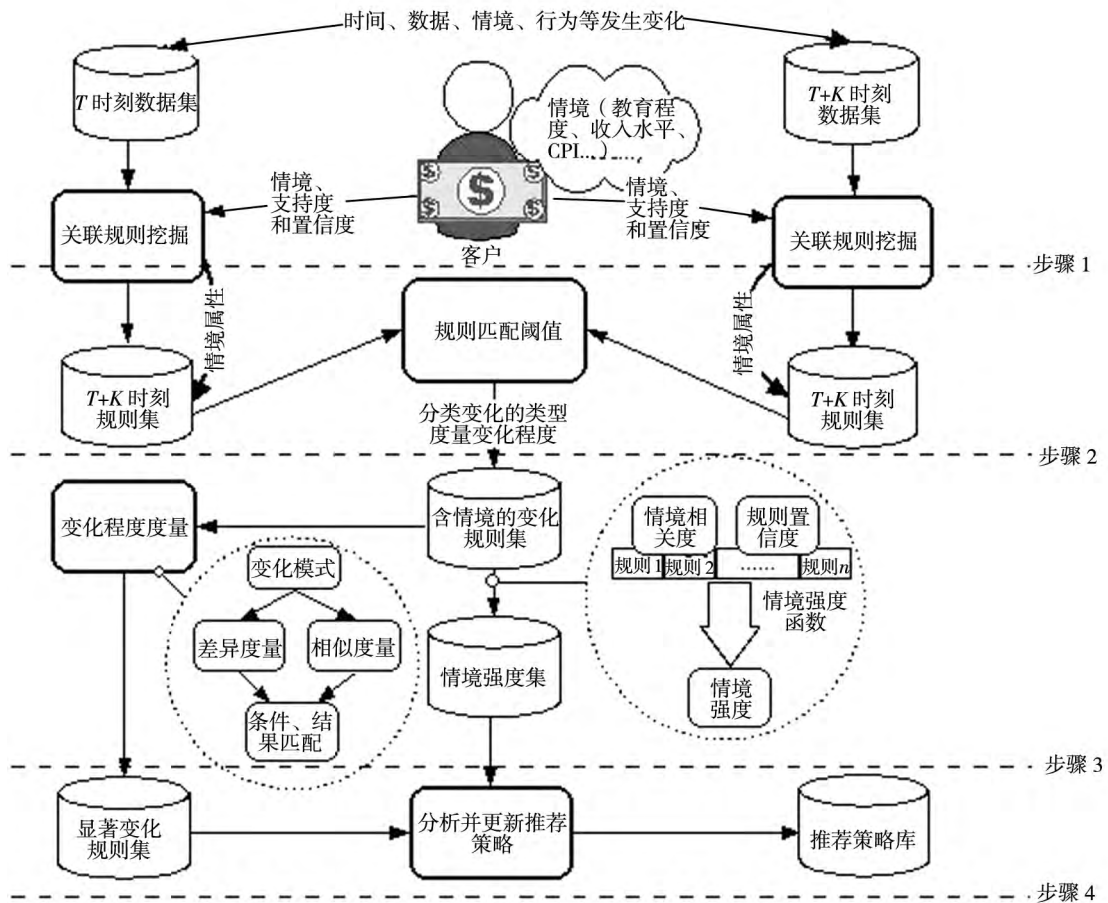 时间、数据、情境、行为等发生变化
T 时刻数据集
T+K 时刻
数据集
情境（教育程
度、收入水平、
CPI...）......
情境、
支持度
和置信度
情境、
支持度
和置信度
关联规则挖掘
关联规则挖掘
客户
步骤 1
情境属性
情境属性
规则匹配阈值
T+K 时刻
规则集
T+K 时刻
规则集
分类变化的类型
度量变化程度
步骤 2
变化程度度量
含情境的变化
规则集
情境相
关度
规则置
信度
规则 1
规则 2
......
规则n
情境强度
函数
变化模式
差异度量
相似度量
条件、结
果匹配
情境强度集
情境
强度
步骤 3
显著变化
规则集
分析并更新推荐
策略
推荐策略库
步骤 4